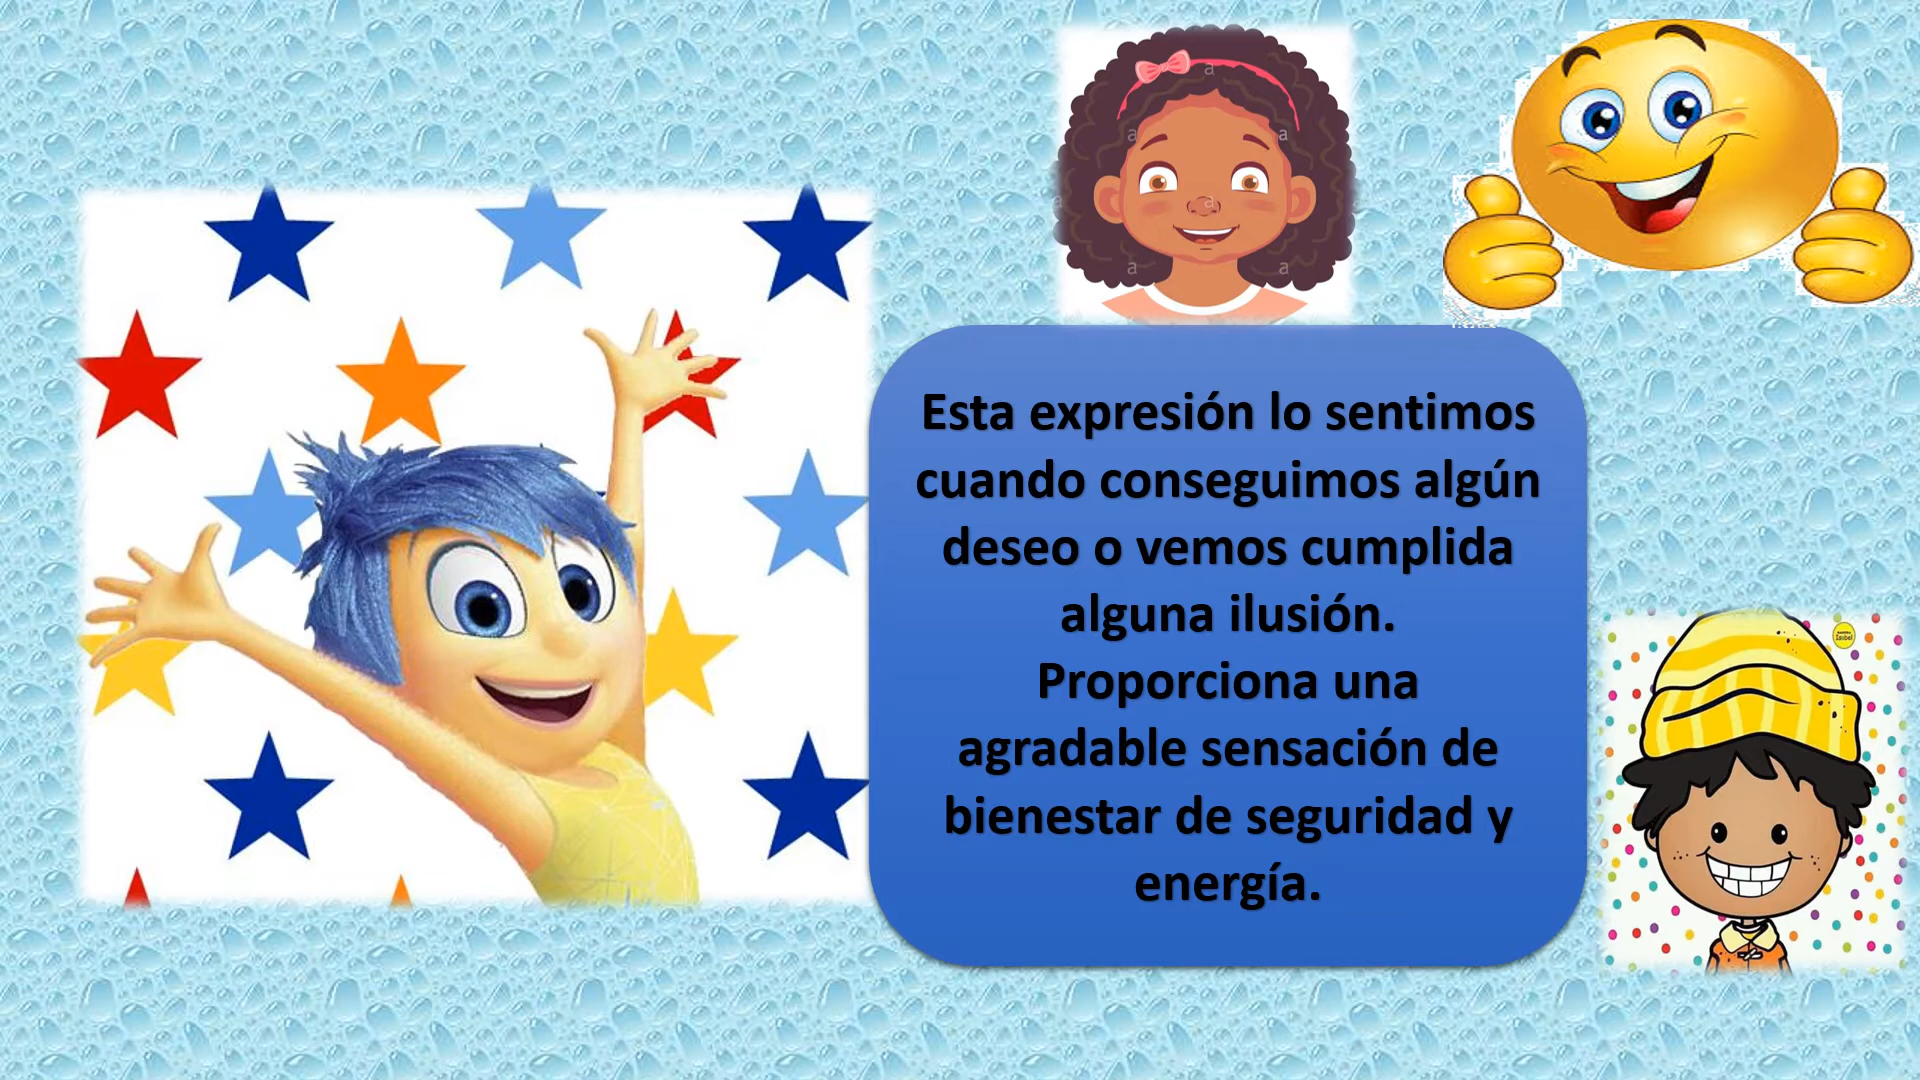 Esta expresión lo sentimos
cuando conseguimos algún
deseo o vemos cumplida
alguna ilusión.
Proporciona una
agradable sensación de
bienestar de seguridad y
energía.
a
a a
a a
a a
Isabel